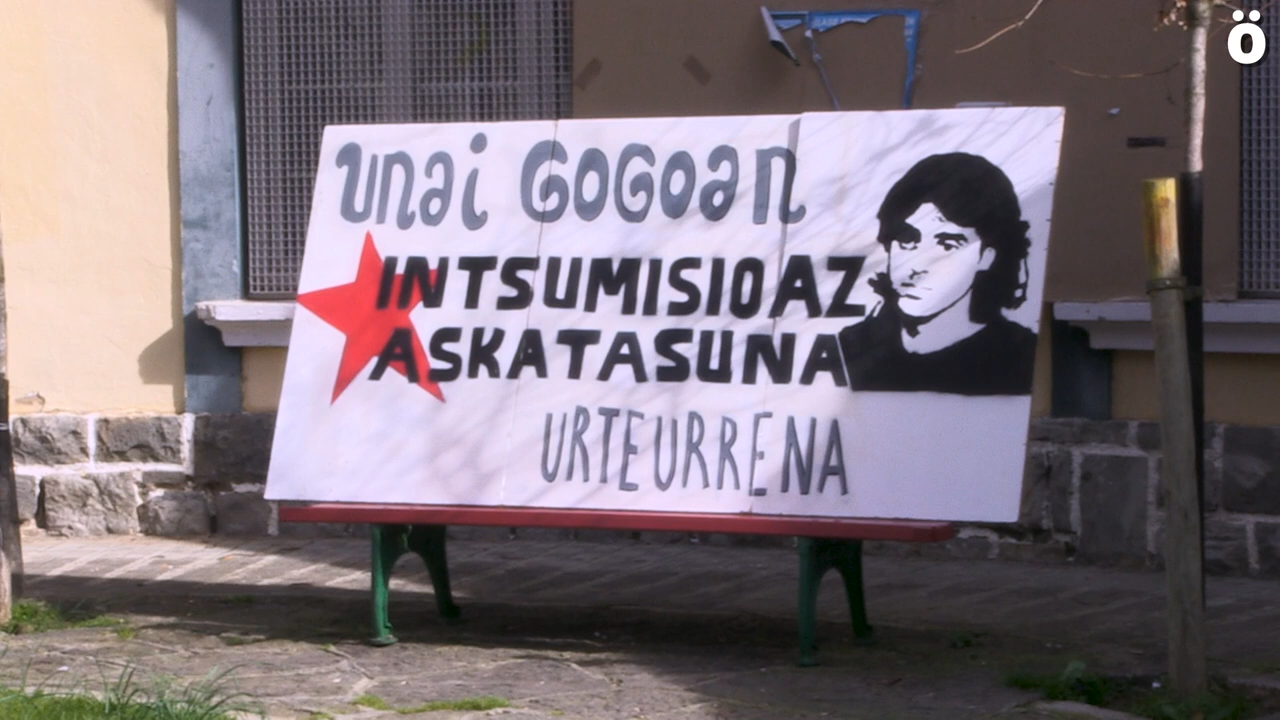 unai GOGOan
INTSUMISIOAZ
ASKATASUNA
URTEURRENA
ö